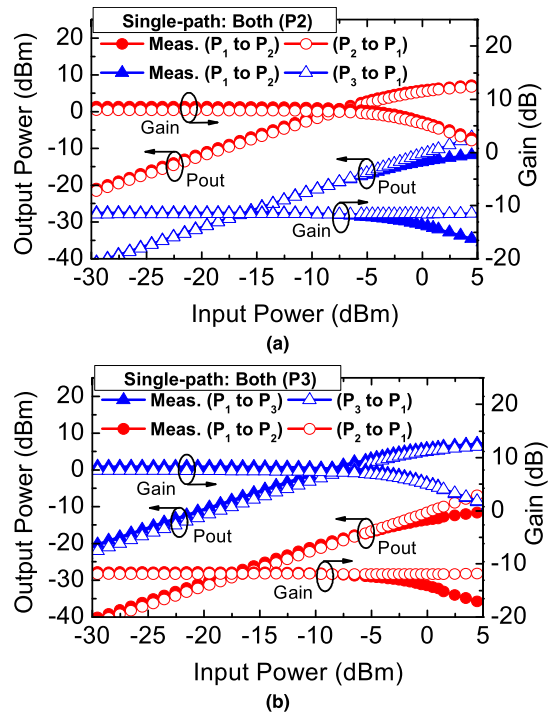 (a)
Single-path: Both (P2)
Meas. (P1 to P2) (P2 to P1)
Meas. (P1 to P2) (P3 to P1)
Gain
Pout
Pout
Gain
20
10
0
-10
-20
-30
-40
Output Power (dBm)
20
10
0
-10
-20
Gain (dB)
-30 -25 -20 -15 -10 -5 0 5
Input Power (dBm)
(a)
Single-path: Both (P3)
Meas. (P1 to P3) (P3 to P1)
Meas. (P1 to P2) (P2 to P1)
Gain
Pout
Pout
Gain
20
10
0
-10
-20
-30
-40
Output Power (dBm)
20
10
0
-10
-20
Gain (dB)
-30 -25 -20 -15 -10 -5 0 5
Input Power (dBm)
(b)